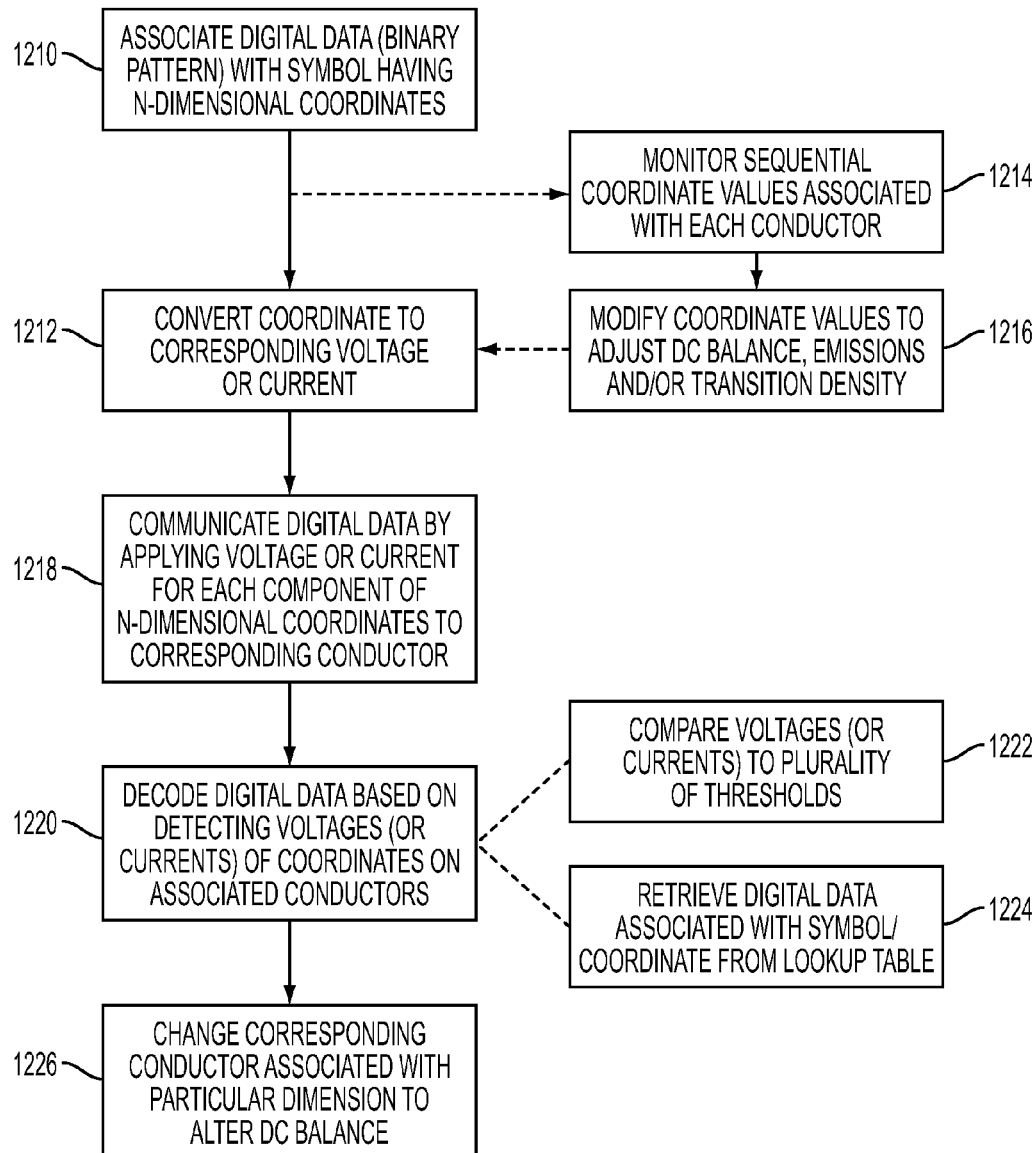 1210
ASSOCIATE DIGITAL DATA (BINARY
PATTERN) WITH SYMBOL HAVING
N-DIMENSIONAL COORDINATES
MONITOR SEQUENTIAL
COORDINATE VALUES ASSOCIATED
WITH EACH CONDUCTOR
1214
1212
CONVERT COORDINATE TO
CORRESPONDING VOLTAGE
OR CURRENT
MODIFY COORDINATE VALUES TO
ADJUST DC BALANCE, EMISSIONS
AND/OR TRANSITION DENSITY
1216
1218
COMMUNICATE DIGITAL DATA BY
APPLYING VOLTAGE OR CURRENT
FOR EACH COMPONENT OF
N-DIMENSIONAL COORDINATES TO
CORRESPONDING CONDUCTOR
1220
DECODE DIGITAL DATA BASED ON
DETECTING VOLTAGES (OR
CURRENTS) OF COORDINATES ON
ASSOCIATED CONDUCTORS
COMPARE VOLTAGES (OR
CURRENTS) TO PLURALITY
OF THRESHOLDS
1222
RETRIEVE DIGITAL DATA
ASSOCIATED WITH SYMBOL/
COORDINATE FROM LOOKUP TABLE
1224
1226
CHANGE CORRESPONDING
CONDUCTOR ASSOCIATED WITH
PARTICULAR DIMENSION TO
ALTER DC BALANCE